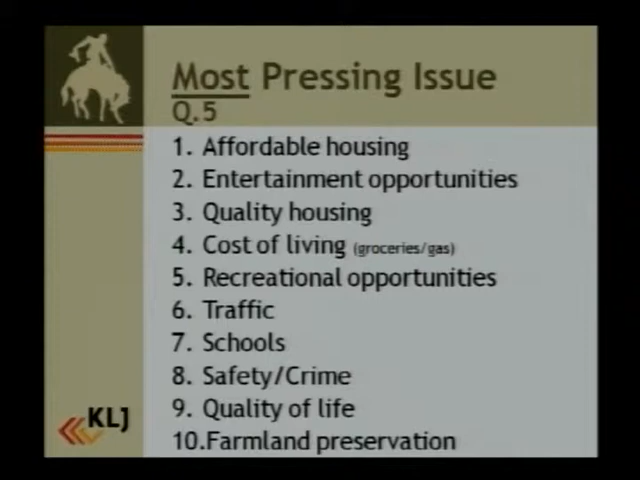 Most Pressing Issue
Q.5
1. Affordable housing
2. Entertainment opportunities
3. Quality housing
4. Cost of living (groceries/gas)
5. Recreational opportunities
6. Traffic
7. Schools
8. Safety/Crime
9. Quality of life
10.Farmland preservation
KLJ